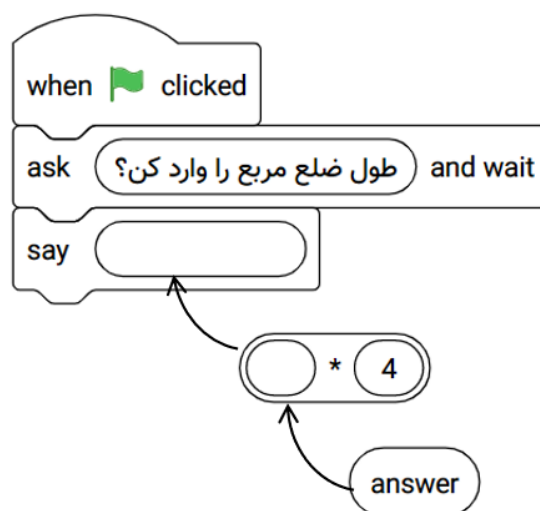 when clicked
ask طول ضلع مربع را وارد کن؟ and wait
say
* 4
answer